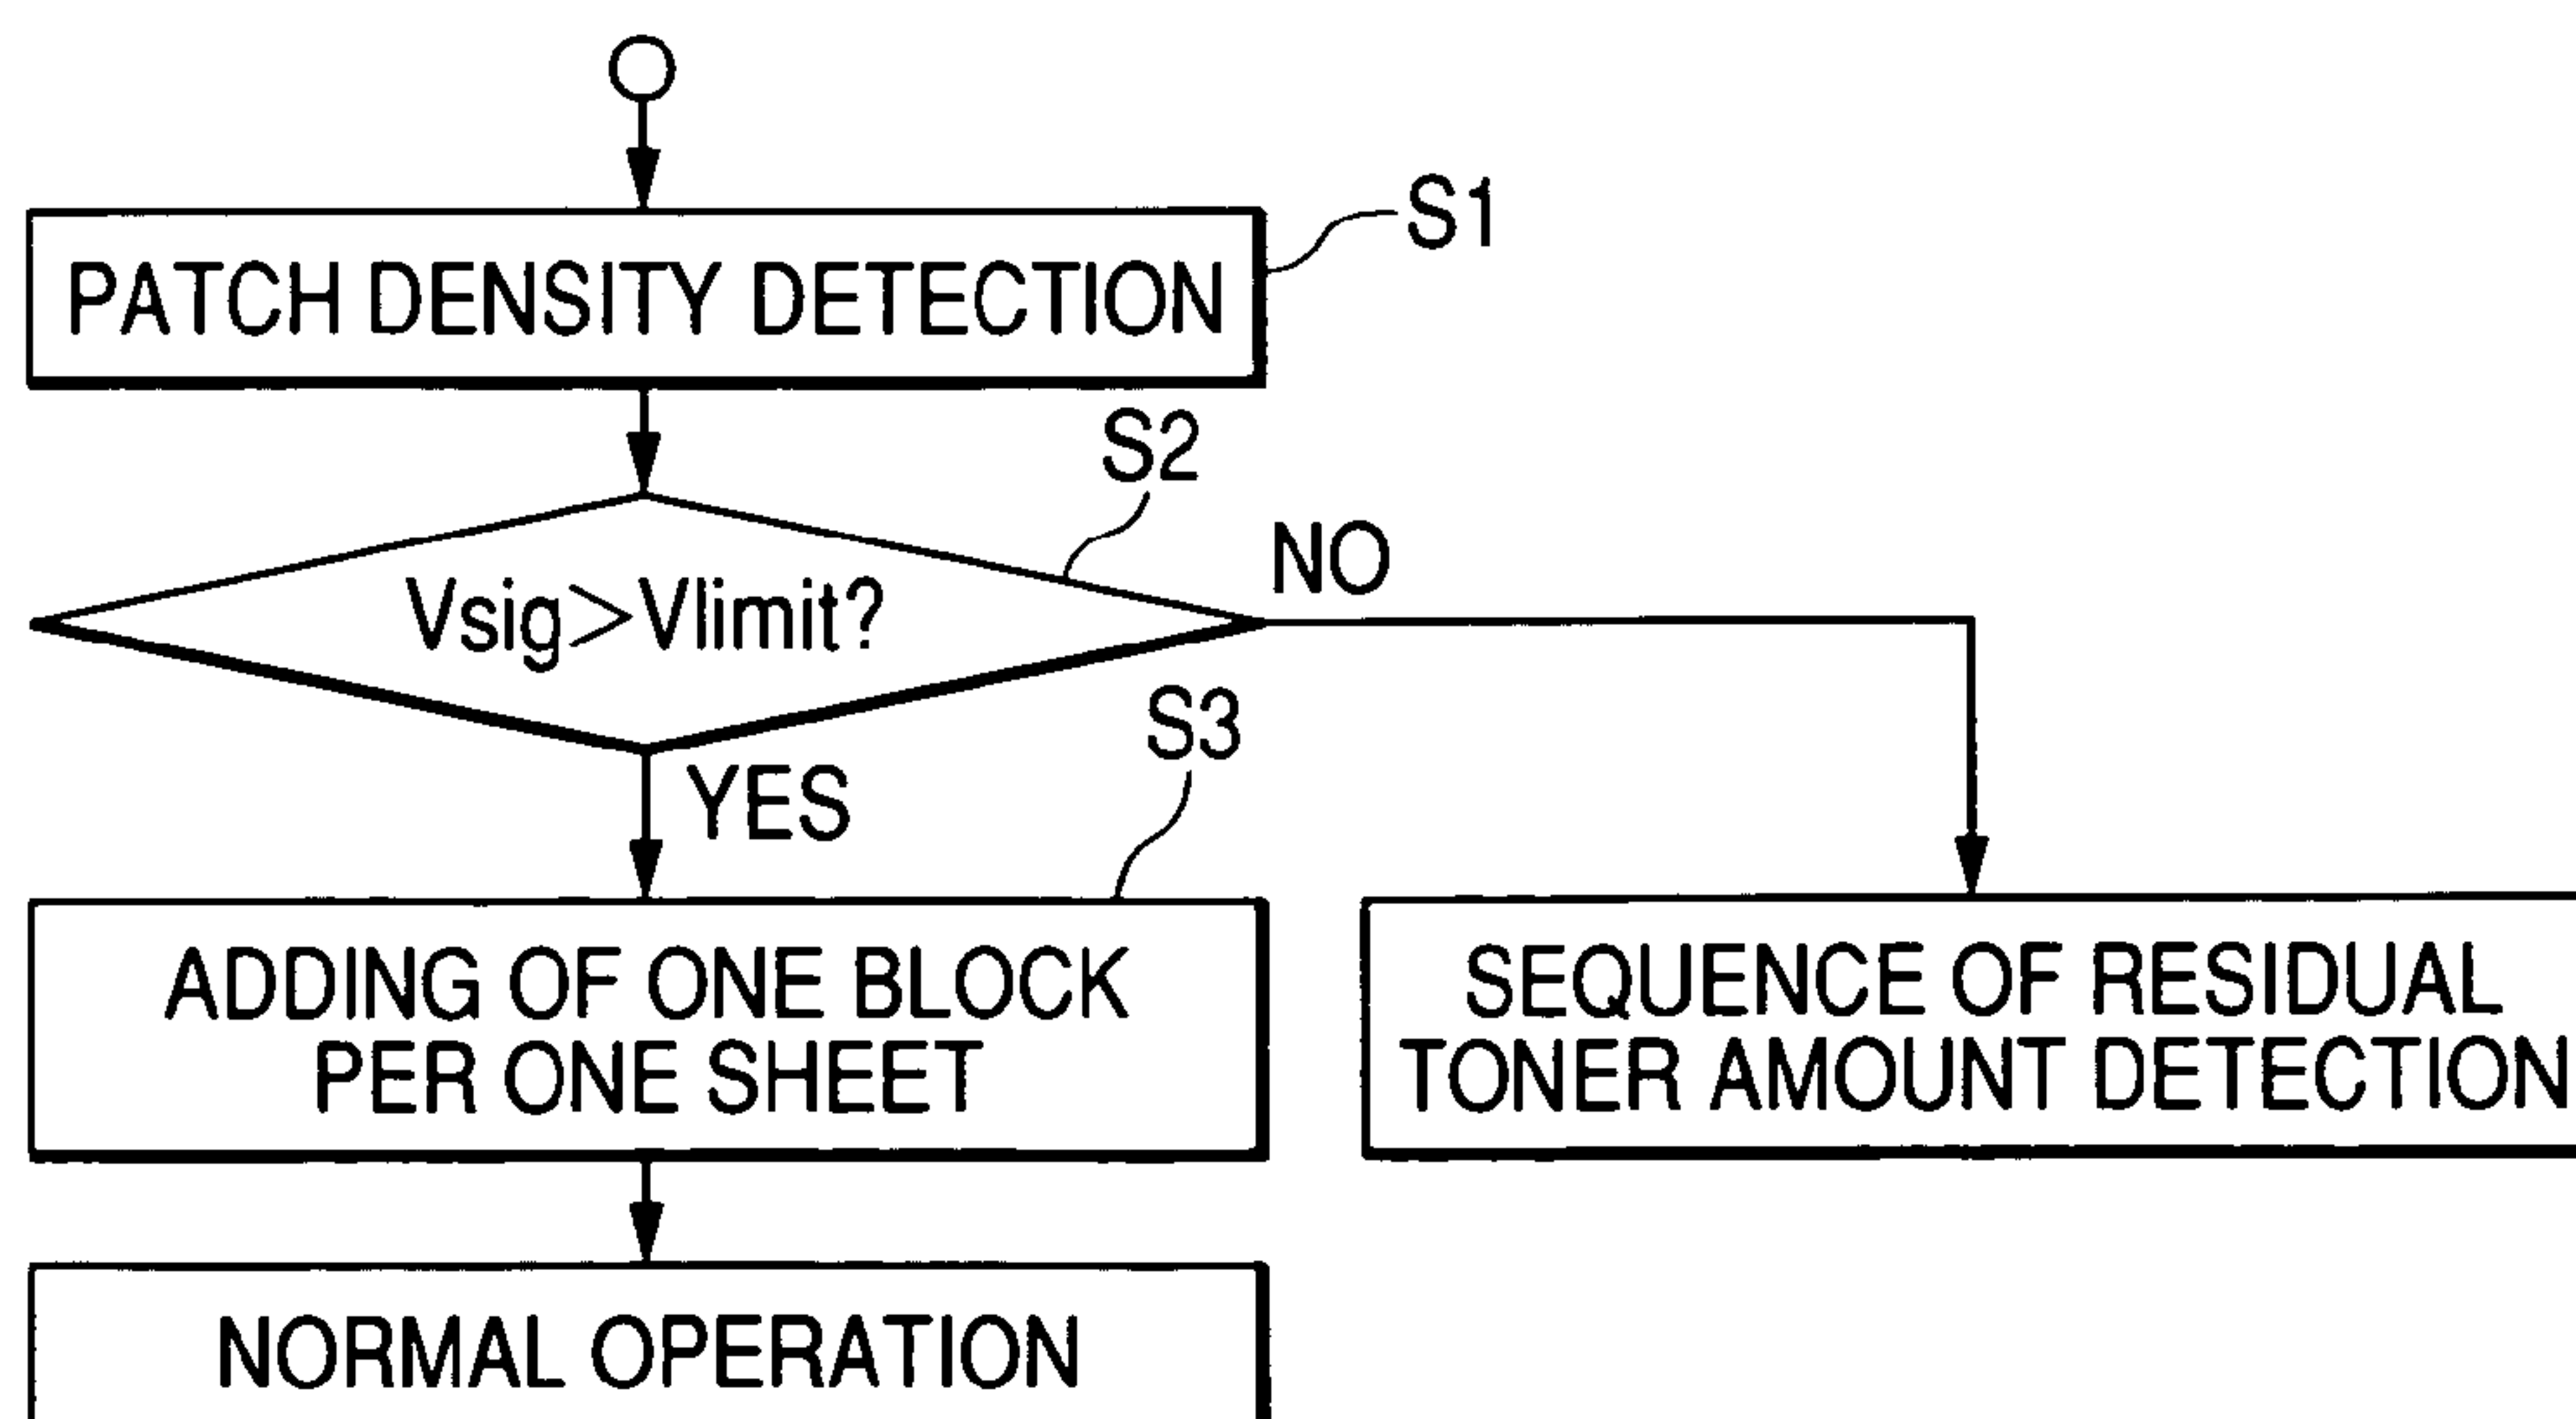 S1
PATCH DENSITY DETECTION
S2
Vsig>Vlimit?
NO
YES
S3
ADDING OF ONE BLOCK
PER ONE SHEET
SEQUENCE OF RESIDUAL
TONER AMOUNT DETECTION
NORMAL OPERATION